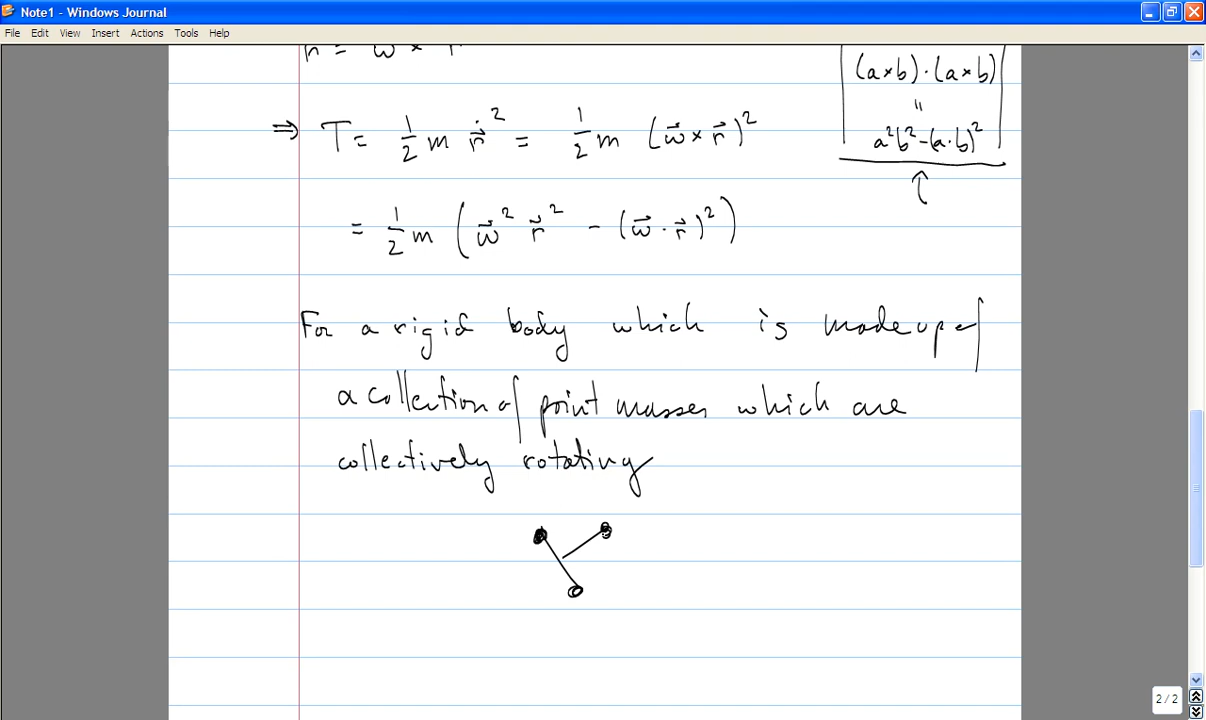 Note1 - Windows Journal
File Edit View Insert Actions Tools Help
ṙ = ω × r
(a×b)·(a×b)
"
a²b²-(a·b)²
⇒ T = 1/2 m ṙ⃗² = 1/2 m (ω⃗ × r⃗)²
= 1/2 m (ω⃗² r⃗² - (ω⃗ · r⃗)²)
For a rigid body which is made up of
a collection of point masses which are
collectively rotating
2 / 2